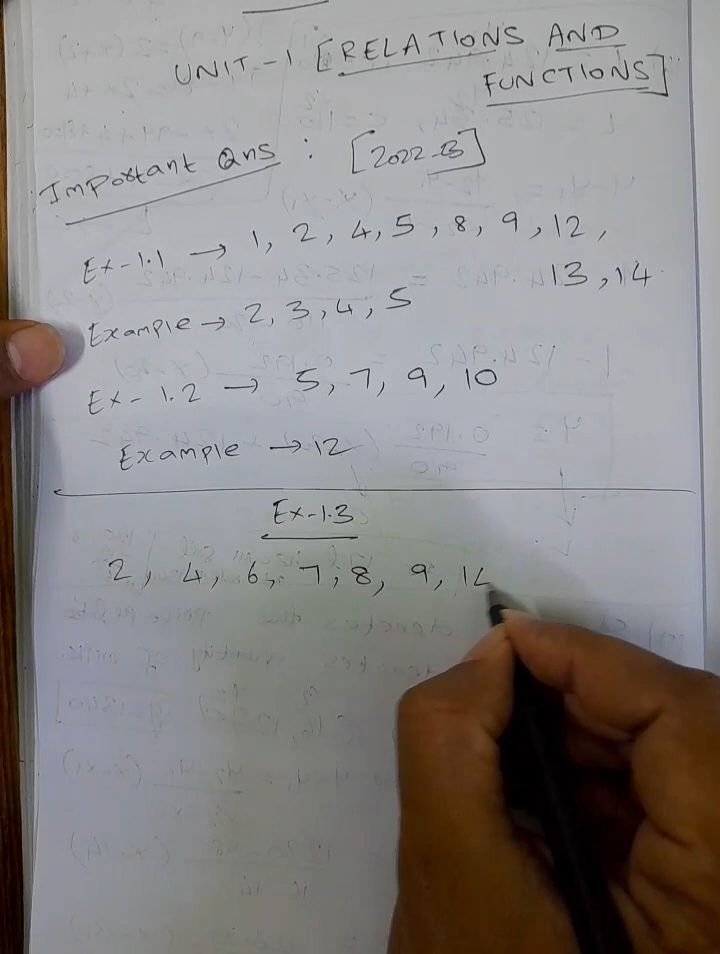 UNIT-1 [RELATIONS AND
FUNCTIONS]
Important Qns : [2022-23]
Ex-1.1 → 1, 2, 4, 5, 8, 9, 12,
13, 14
Example → 2, 3, 4, 5
Ex-1.2 → 5, 7, 9, 10
Example → 12
Ex-1.3
2, 4, 6, 7, 8, 9, 14